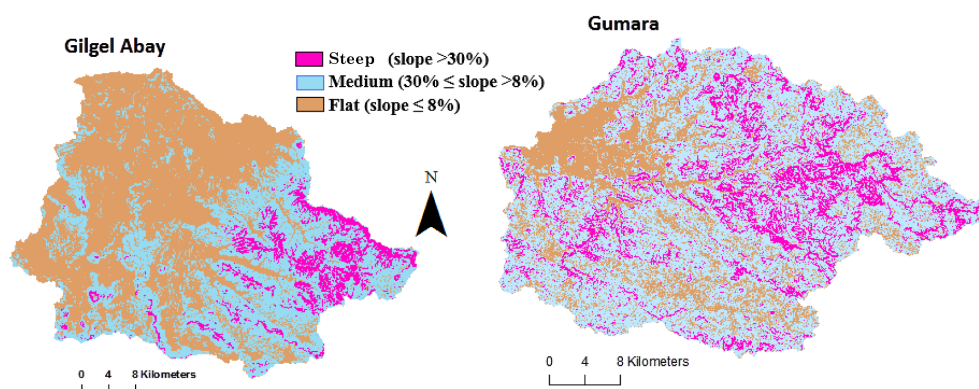 Gilgel Abay
Gumara
Steep (slope >30%)
Medium (30% ≤ slope >8%)
Flat (slope ≤ 8%)
N
0 4 8 Kilometers
0 4 8 Kilometers